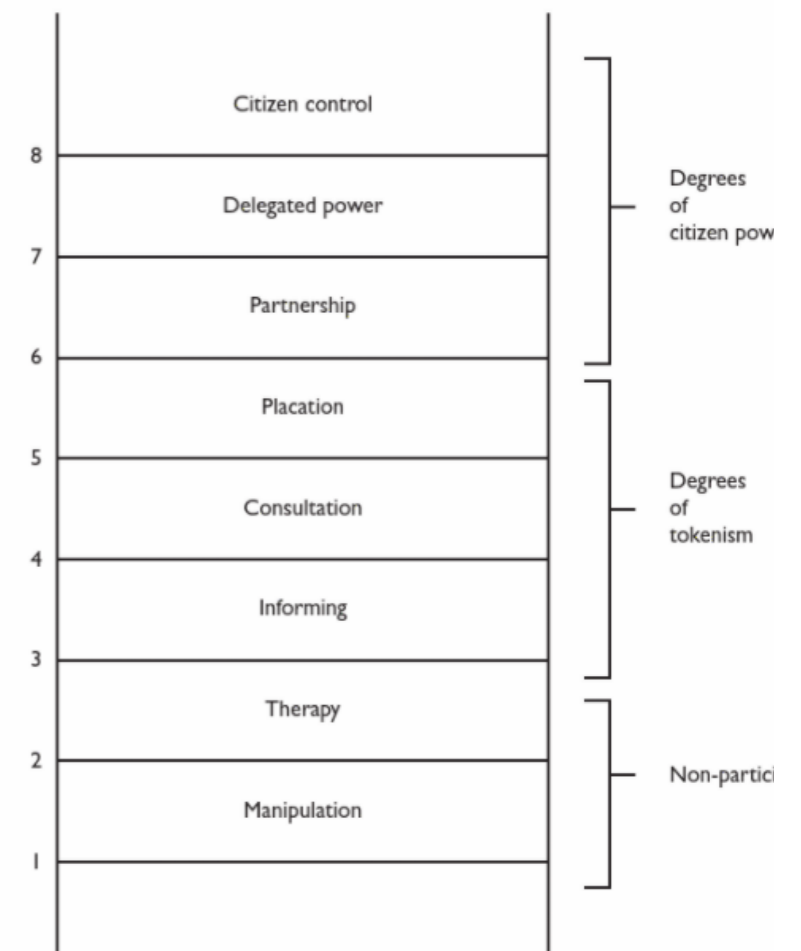 Citizen control
8
Delegated power
7
Partnership
6
Placation
5
Consultation
4
Informing
3
Therapy
2
Manipulation
1
Degrees
of
citizen pow
Degrees
of
tokenism
Non-partici